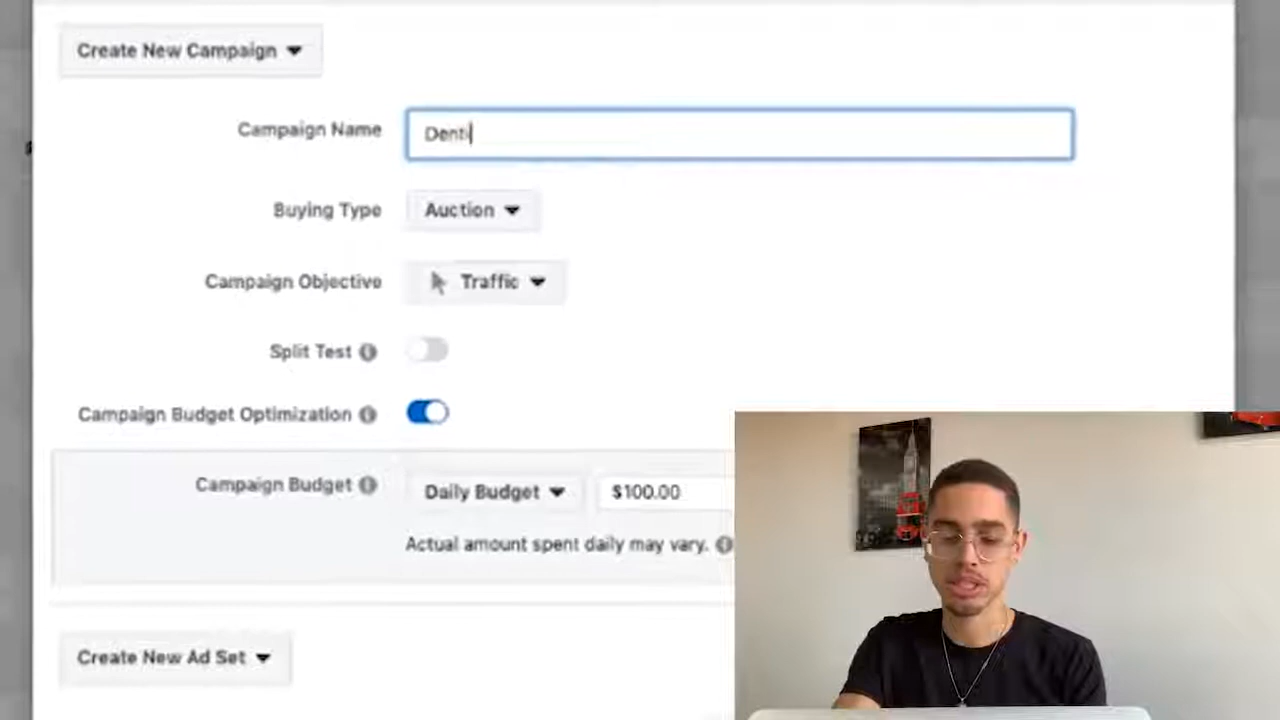 Create New Campaign
Campaign Name
Denti
Buying Type
Auction
Campaign Objective
Traffic
Split Test
Campaign Budget Optimization
Campaign Budget
Daily Budget
$100.00
Actual amount spent daily may vary.
Create New Ad Set